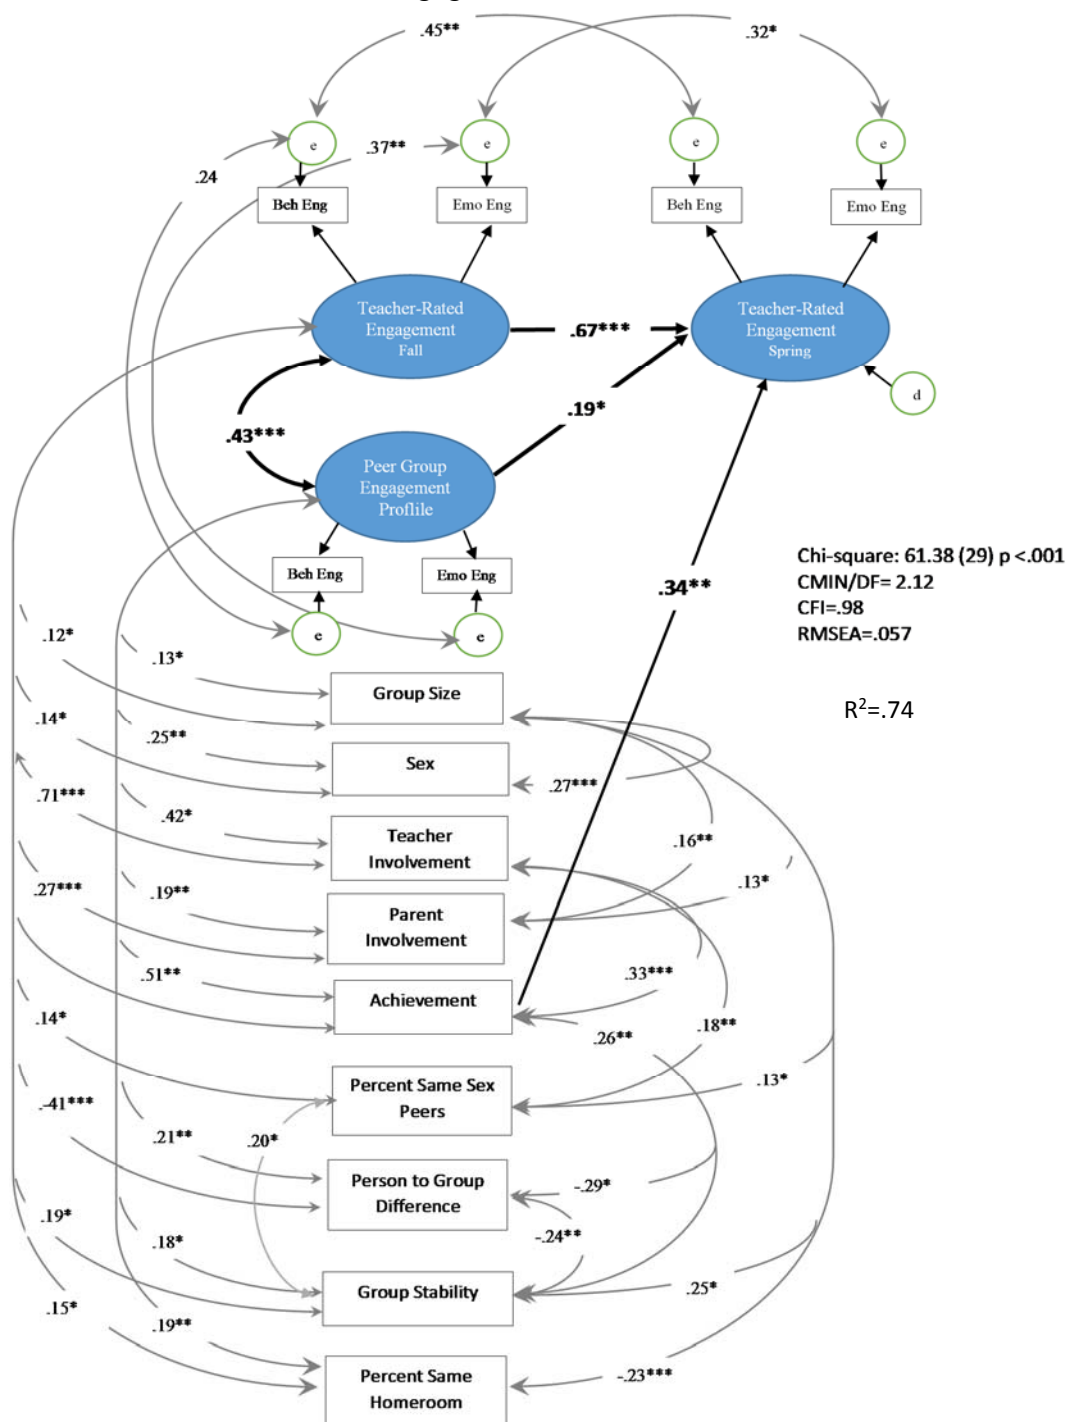 .45**
.32*
e
e
e
e
.37**
.24
Beh Eng
Emo Eng
Beh Eng
Emo Eng
Teacher-Rated
Engagement
Fall
.67***
Teacher-Rated
Engagement
Spring
d
.19*
.43***
Peer Group
Engagement
Proflile
Beh Eng
Emo Eng
e
e
.34**
Chi-square: 61.38 (29) p <.001
CMIN/DF= 2.12
CFI=.98
RMSEA=.057
R²=.74
.12*
.13*
Group Size
.14*
.25**
Sex
.27***
.71***
.42*
Teacher
Involvement
.16**
.13*
.27***
.19**
Parent
Involvement
.51**
Achievement
.33***
.26**
.18**
.14*
Percent Same Sex
Peers
.13*
-.41***
.21**
.20*
Person to Group
Difference
-.29*
-.24**
.19*
.18*
Group Stability
.25*
.15*
.19**
Percent Same
Homeroom
-.23***